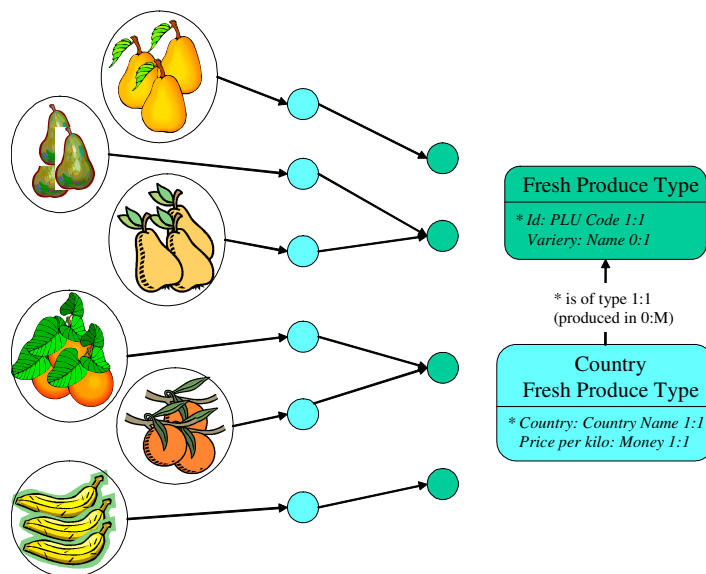 Fresh Produce Type
* Id: PLU Code 1:1
Variery: Name 0:1
* is of type 1:1
(produced in 0:M)
Country
Fresh Produce Type
* Country: Country Name 1:1
Price per kilo: Money 1:1